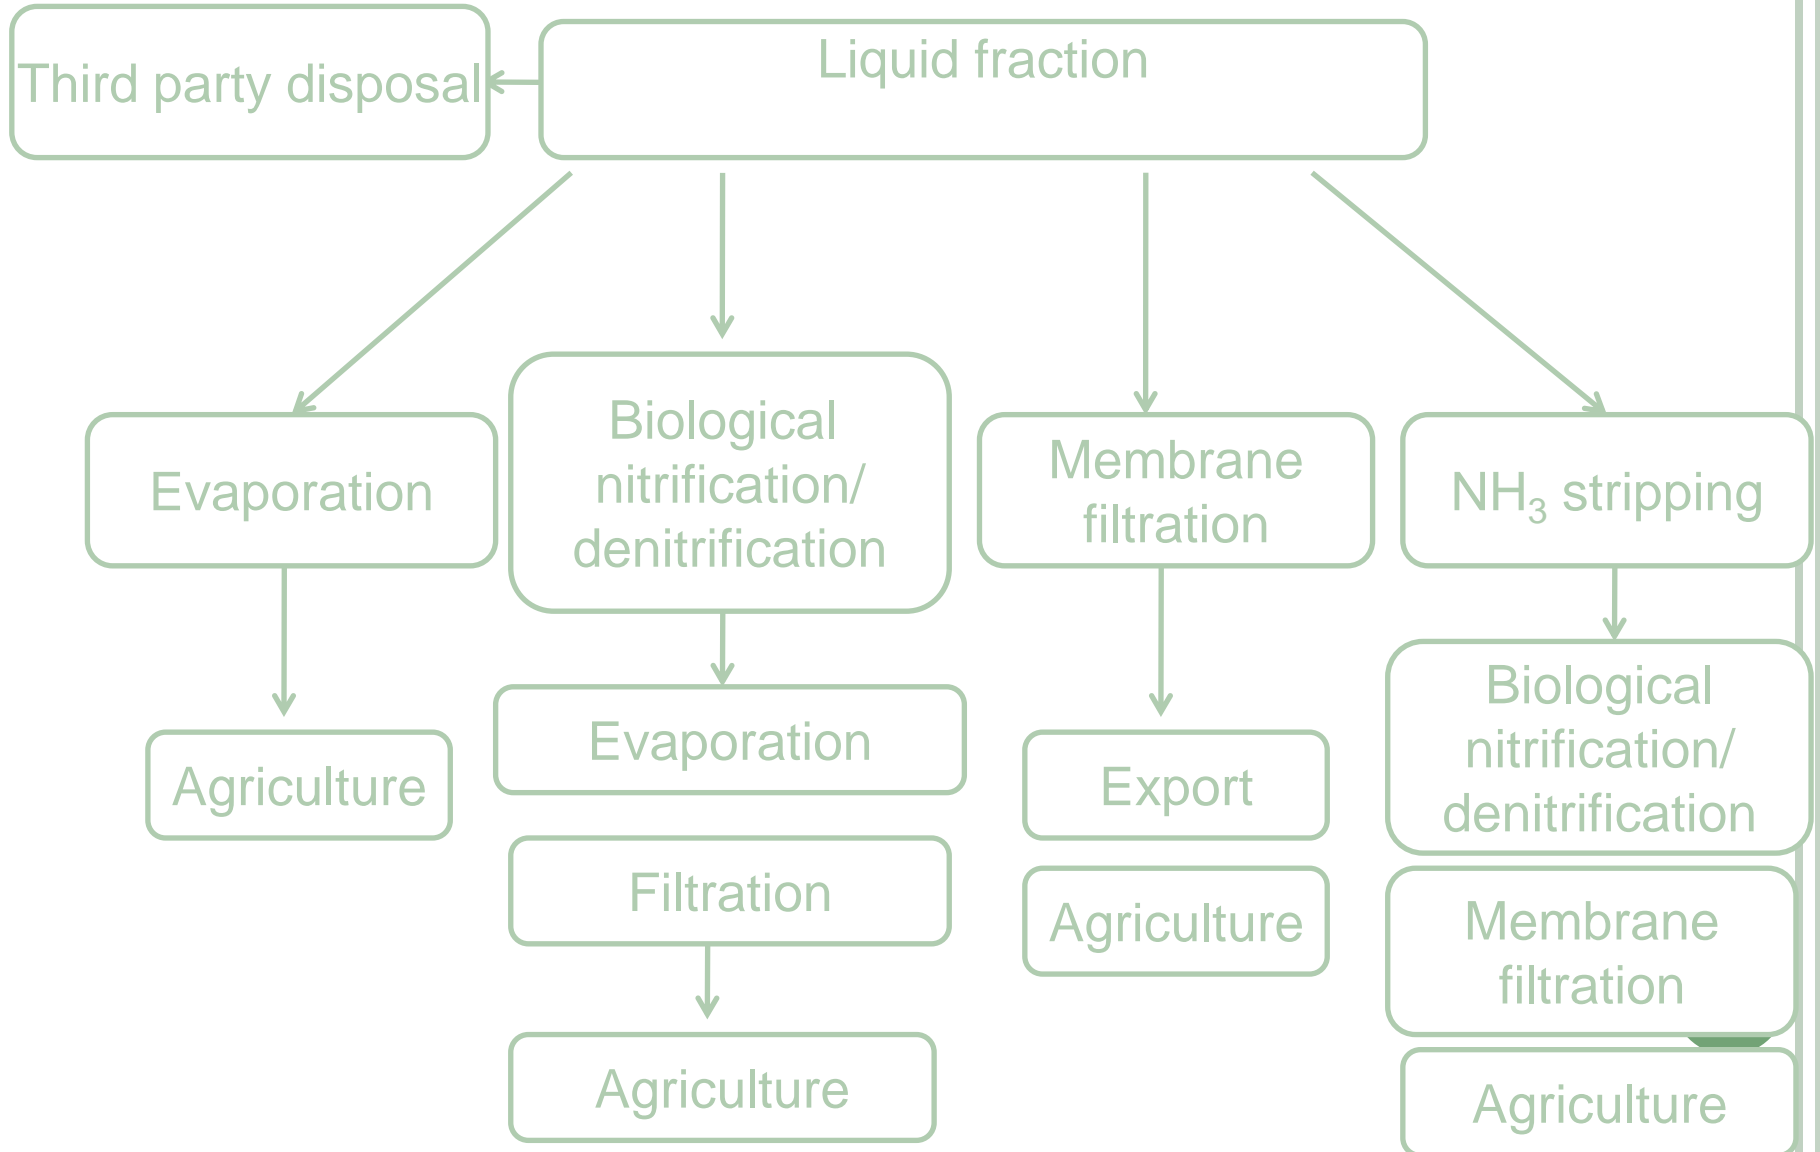 Third party disposal
Liquid fraction
Evaporation
Biological
nitrification/
denitrification
Membrane
filtration
NH₃ stripping
Agriculture
Evaporation
Filtration
Agriculture
Export
Agriculture
Biological
nitrification/
denitrification
Membrane
filtration
Agriculture